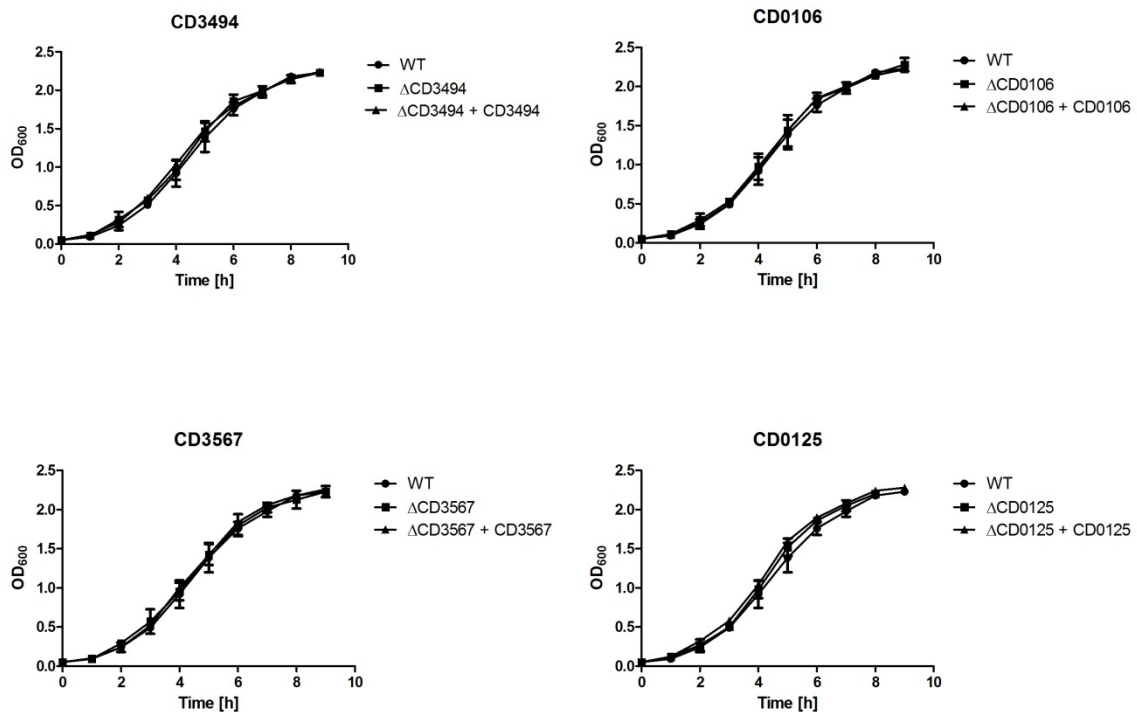 CD3494
OD600
2.5
2.0
1.5
1.0
0.5
0.0
0 2 4 6 8 10
Time [h]
WT
ΔCD3494
ΔCD3494 + CD3494
CD0106
OD600
2.5
2.0
1.5
1.0
0.5
0.0
0 2 4 6 8 10
Time [h]
WT
ΔCD0106
ΔCD0106 + CD0106
CD3567
OD600
2.5
2.0
1.5
1.0
0.5
0.0
0 2 4 6 8 10
Time [h]
WT
ΔCD3567
ΔCD3567 + CD3567
CD0125
OD600
2.5
2.0
1.5
1.0
0.5
0.0
0 2 4 6 8 10
Time [h]
WT
ΔCD0125
ΔCD0125 + CD0125